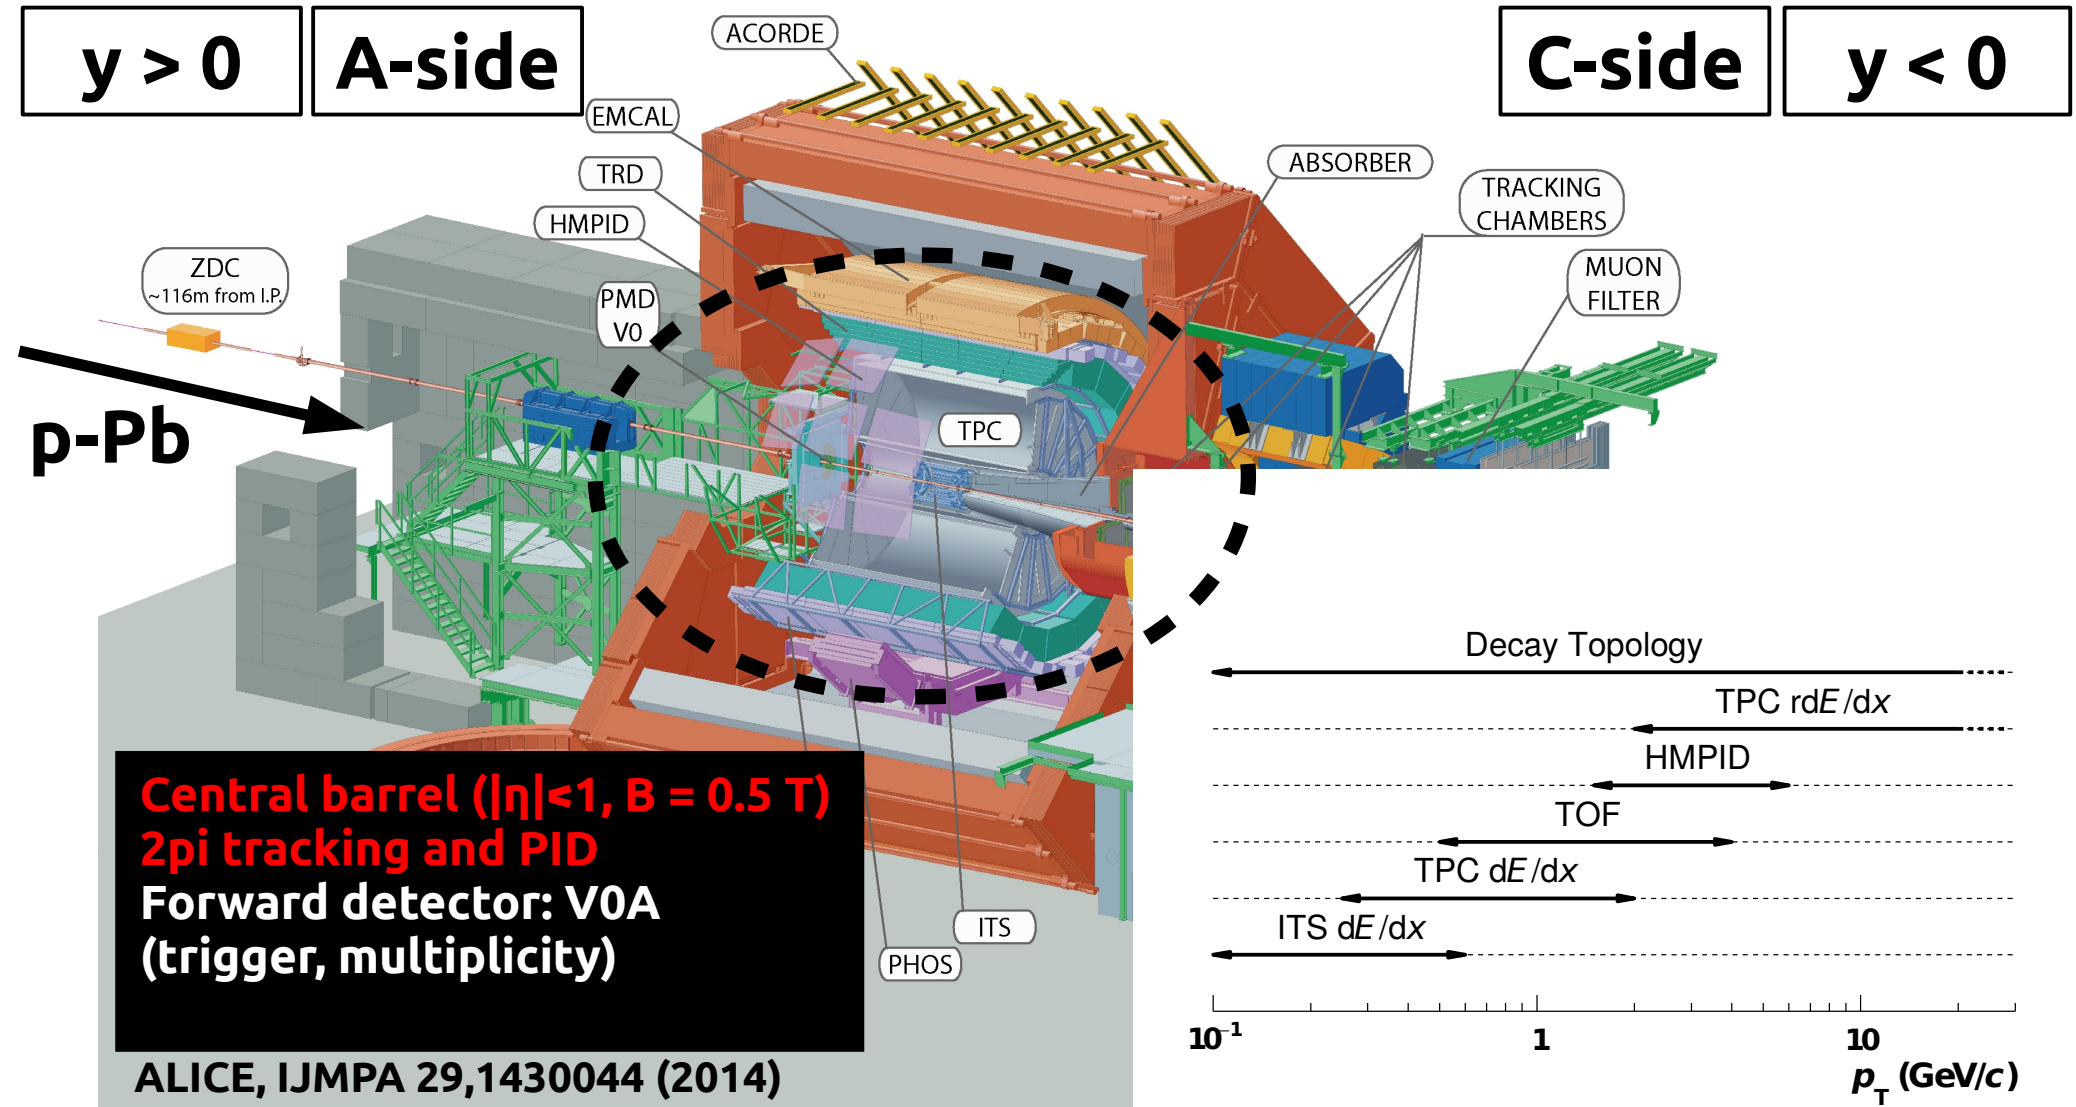 y > 0
A-side
C-side
y < 0
ACORDE
EMCAL
TRD
HMPID
ZDC
~116m from I.P.
PMD
V0
ABSORBER
TRACKING
CHAMBERS
MUON
FILTER
p-Pb
TPC
Central barrel (|η|<1, B = 0.5 T)
2pi tracking and PID
Forward detector: V0A
(trigger, multiplicity)
ITS
PHOS
ALICE, IJMPA 29,1430044 (2014)
Decay Topology
TPC rdE/dx
HMPID
TOF
TPC dE/dx
ITS dE/dx
10⁻¹ 1 10
p_T (GeV/c)